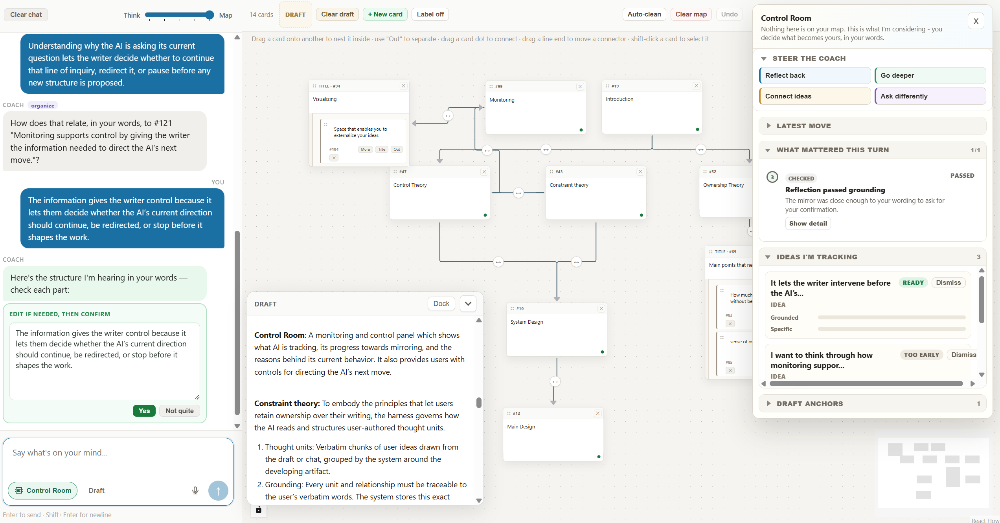 Clear chat
Think
Map
Understanding why the AI is asking its current
question lets the writer decide whether to continue
that line of inquiry, redirect it, or pause before any
new structure is proposed.
COACH organize
How does that relate, in your words, to #121
"Monitoring supports control by giving the writer
the information needed to direct the AI's next
move."?
YOU
The information gives the writer control because it
lets them decide whether the AI's current direction
should continue, be redirected, or stop before it
shapes the work.
COACH
Here's the structure I'm hearing in your words —
check each part:
EDIT IF NEEDED, THEN CONFIRM
The information gives the writer control because it
lets them decide whether the AI's current direction
should continue, be redirected, or stop before it
shapes the work.
Yes
Not quite
Say what's on your mind...
Control Room
Draft
Enter to send · Shift+Enter for newline
14 cards
DRAFT
Clear draft
+ New card
Label off
Auto-clean
Clear map
Undo
Drag a card onto another to nest it inside · use "Out" to separate · drag a card dot to connect · drag a line end to move a connector · shift-click a card to select it
TITLE · #94
Visualizing
Space that enables you to
externalize your ideas
#104
More
Title
Out
#99
Monitoring
#19
Introduction
#47
Control Theory
#43
Constraint theory
#52
Ownership Theory
TITLE · #69
Main points that ne
How much
without be
#83
sense of ov
#85
#10
System Design
#12
Main Design
DRAFT
Dock
Control Room: A monitoring and control panel which shows
what AI is tracking, its progress towards mirroring, and the
reasons behind its current behavior. It also provides users with
controls for directing the AI's next move.
Constraint theory: To embody the principles that let users
retain ownership over their writing, the harness governs how
the AI reads and structures user-authored thought units.
1. Thought units: Verbatim chunks of user ideas drawn from
the draft or chat, grouped by the system around the
developing artifact.
2. Grounding: Every unit and relationship must be traceable to
the user's verbatim words. The system stores this exact
Control Room
X
Nothing here is on your map. This is what I'm considering - you
decide what becomes yours, in your words.
STEER THE COACH
Reflect back
Go deeper
Connect ideas
Ask differently
LATEST MOVE
WHAT MATTERED THIS TURN
1/1
3
CHECKED
PASSED
Reflection passed grounding
The mirror was close enough to your wording to ask for
your confirmation.
Show detail
IDEAS I'M TRACKING
3
It lets the writer intervene before
the AI's...
READY
Dismiss
IDEA
Grounded
Specific
I want to think through how
monitoring suppor...
TOO EARLY
Dismiss
IDEA
DRAFT ANCHORS
1
React Flow